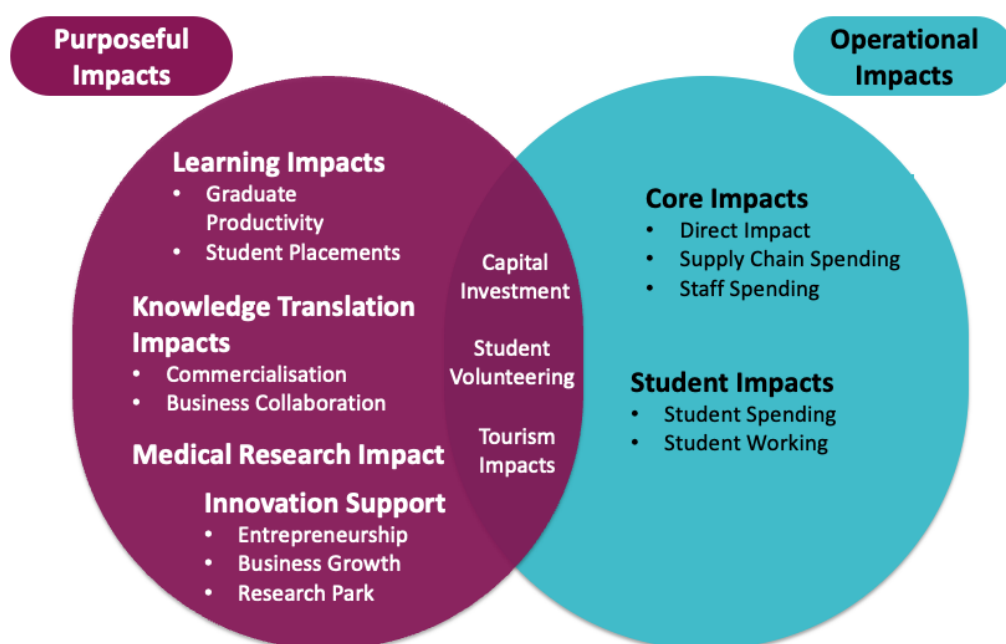 Purposeful
Impacts
Operational
Impacts
Learning Impacts
• Graduate
Productivity
• Student Placements
Knowledge Translation
Impacts
• Commercialisation
• Business Collaboration
Medical Research Impact
Innovation Support
• Entrepreneurship
• Business Growth
• Research Park
Capital
Investment
Student
Volunteering
Tourism
Impacts
Core Impacts
• Direct Impact
• Supply Chain Spending
• Staff Spending
Student Impacts
• Student Spending
• Student Working